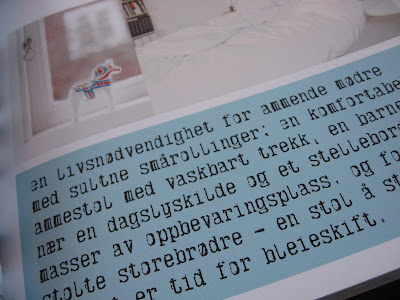 en livsnødvendighet for ammende mødre
med sultne smårollinger: en komfortabel
ammestol med vaskbart trekk, en barne
nær en dagslyskilde og et stellebord
masser av oppbevaringsplass, og fo
stolte storebrødre – en stol å st
er tid for bleieskift.